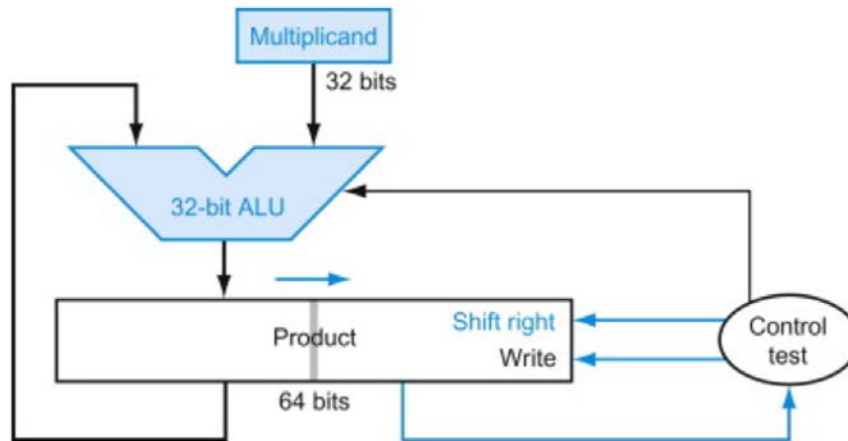 Multiplicand
32 bits
32-bit ALU
Product
Shift right
Write
64 bits
Control
test